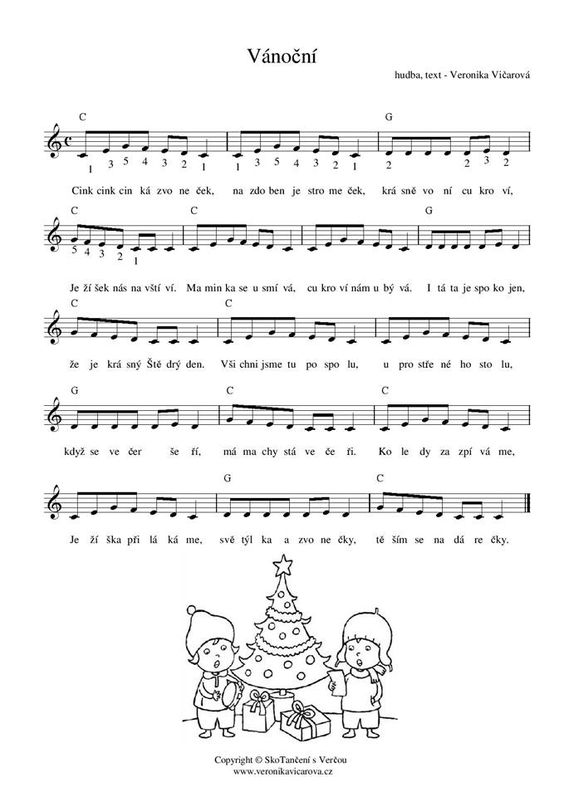 Vánoční
hudba, text - Veronika Vičarová
C G
1 3 5 4 3 2 1 1 3 5 4 3 2 1 2 2 3 2
Cink cink cin ká zvo ne ček, na zdo ben je stro me ček, krá sně vo ní cu kro ví,
C C G
5 4 3 2 1
Je ží šek nás na vští ví. Ma min ka se u smí vá, cu kro ví nám u bý vá. I tá ta je spo ko jen,
C C
že je krá sný Ště drý den. Vši chni jsme tu po spo lu, u pro stře né ho sto lu,
G C C
když se ve čer še ří, má ma chy stá ve če ři. Ko le dy za zpí vá me,
G C
Je ží ška při lá ká me, svě týl ka a zvo ne čky, tě ším se na dá re čky.
Copyright © SkoTančení s Verčou
www.veronikavicarova.cz